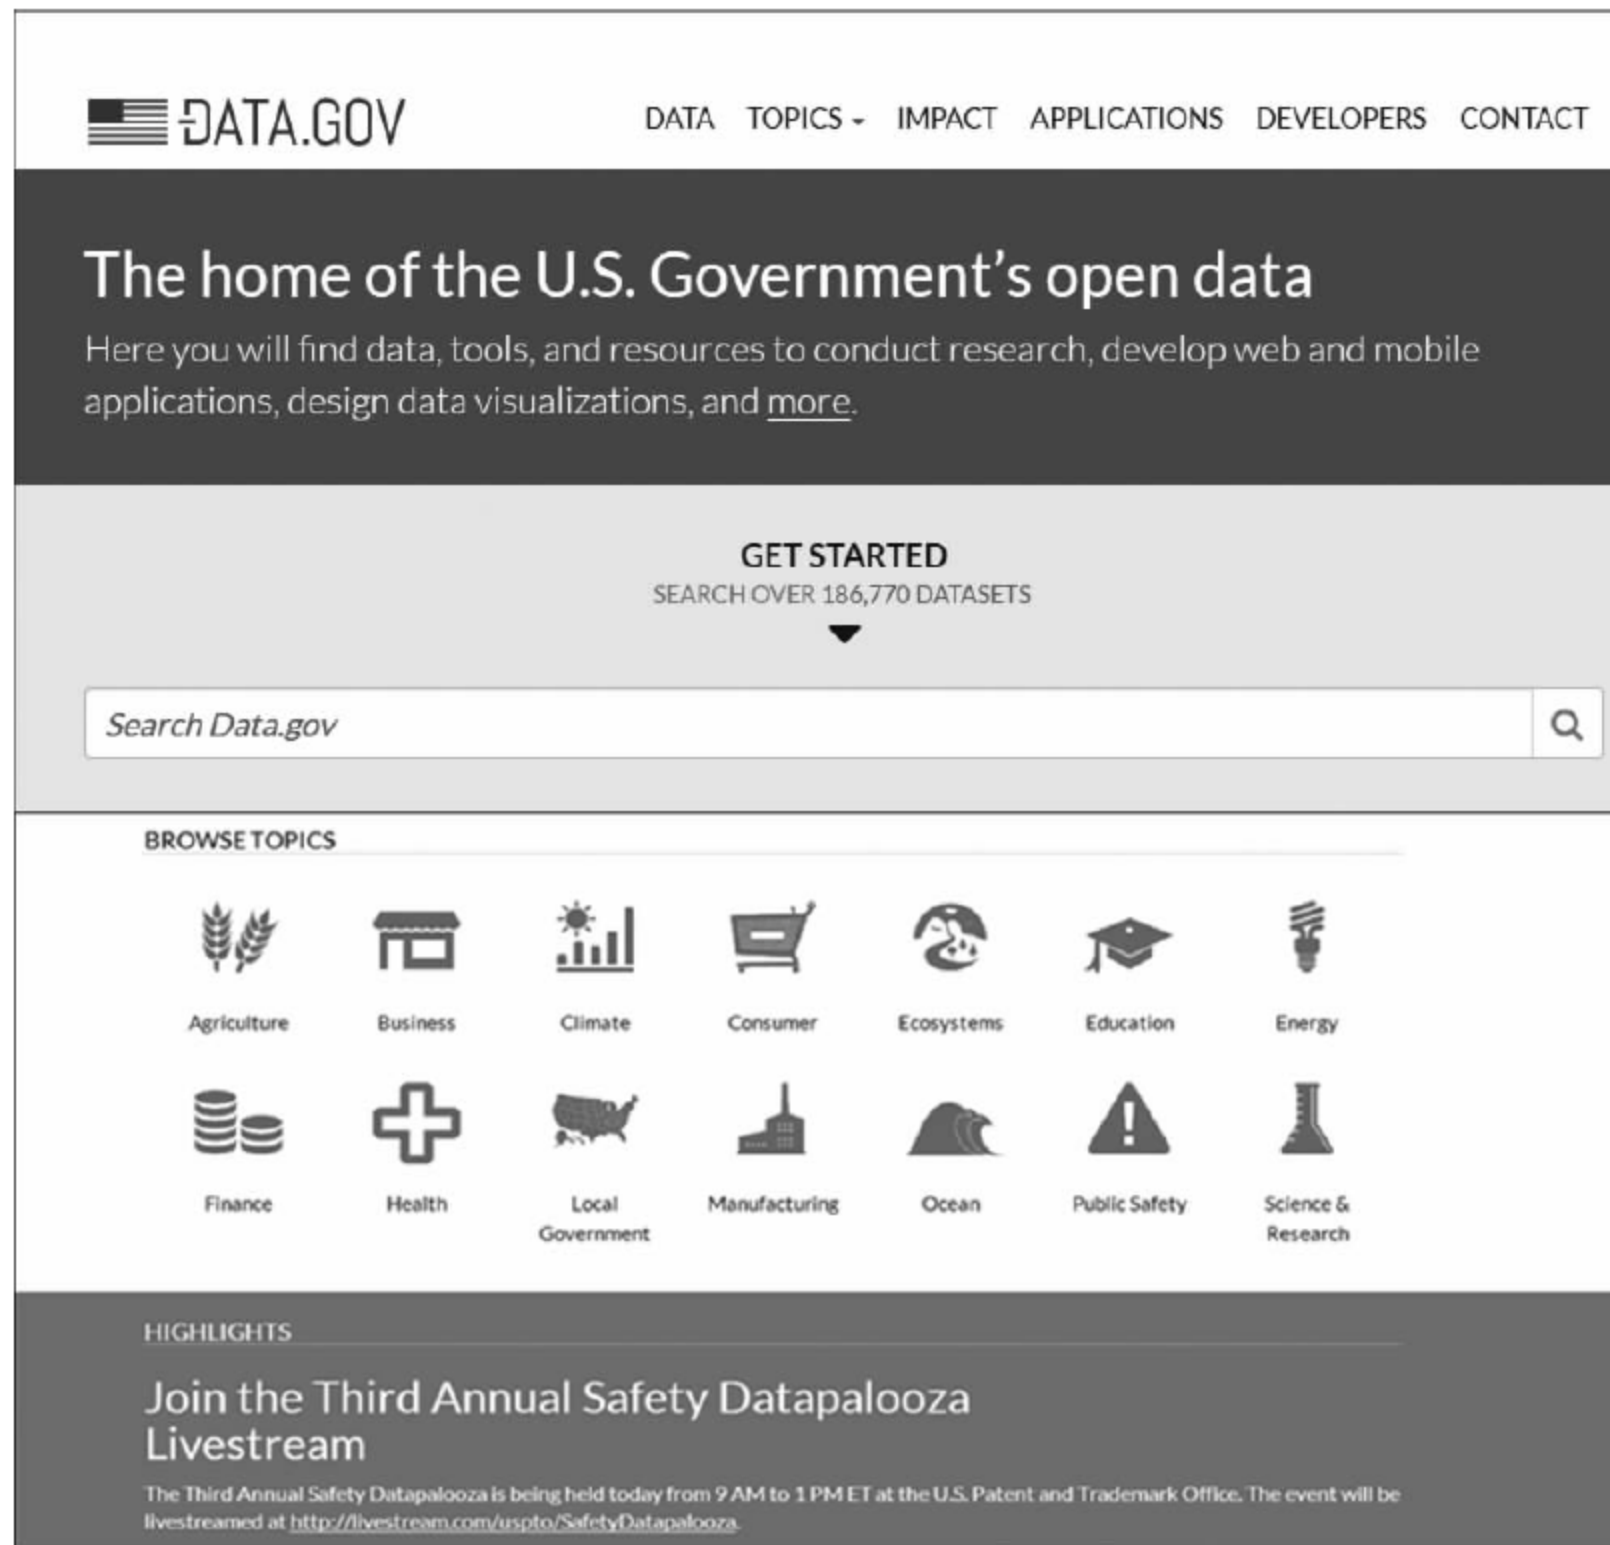 DATA.GOV
DATA TOPICS IMPACT APPLICATIONS DEVELOPERS CONTACT
The home of the U.S. Government's open data
Here you will find data, tools, and resources to conduct research, develop web and mobile
applications, design data visualizations, and more.
GET STARTED
SEARCH OVER 186,770 DATASETS
Search Data.gov
BROWSE TOPICS
Agriculture Business Climate Consumer Ecosystems Education Energy
Finance Health Local Manufacturing Ocean Public Safety Science &
Government Research
HIGHLIGHTS
Join the Third Annual Safety Datapalooza
Livestream
The Third Annual Safety Datapalooza is being held today from 9 AM to 1 PM ET at the U.S. Patent and Trademark Office. The event will be
livestreamed at http://livestream.com/uspto/SafetyDatapalooza.